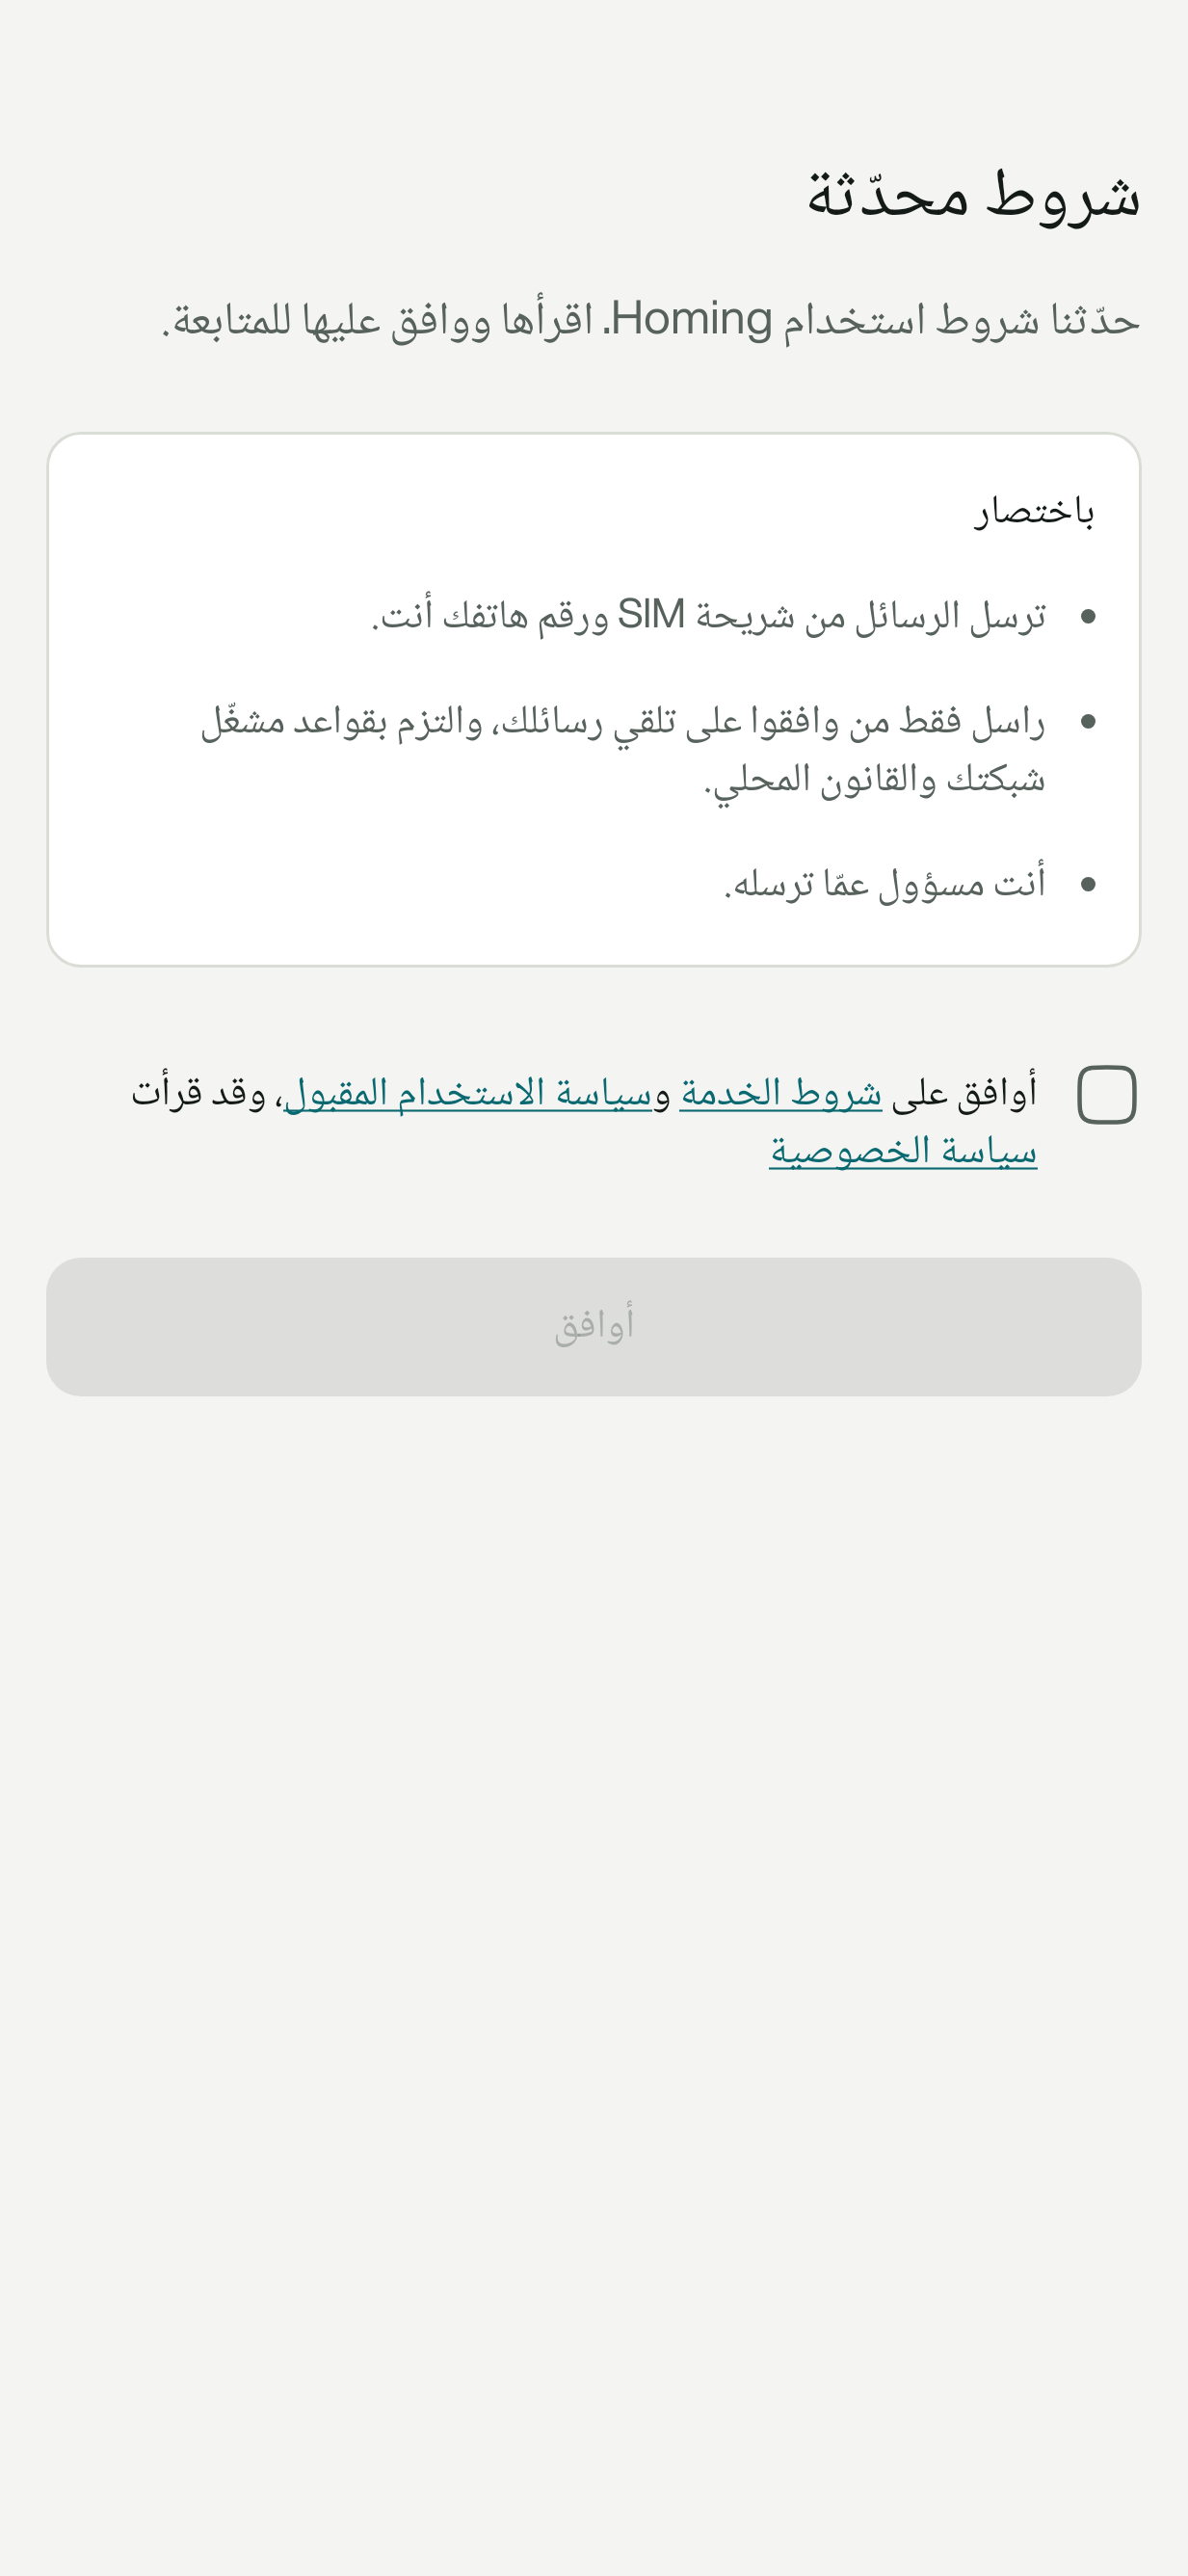 شروط محدّثة
حدّثنا شروط استخدام Homing. اقرأها ووافق عليها للمتابعة.
باختصار
• ترسل الرسائل من شريحة SIM ورقم هاتفك أنت.
• راسل فقط من وافقوا على تلقي رسائلك، والتزم بقواعد مشغّل
شبكتك والقانون المحلي.
• أنت مسؤول عمّا ترسله.
أوافق على شروط الخدمة وسياسة الاستخدام المقبول، وقد قرأت
سياسة الخصوصية
أوافق